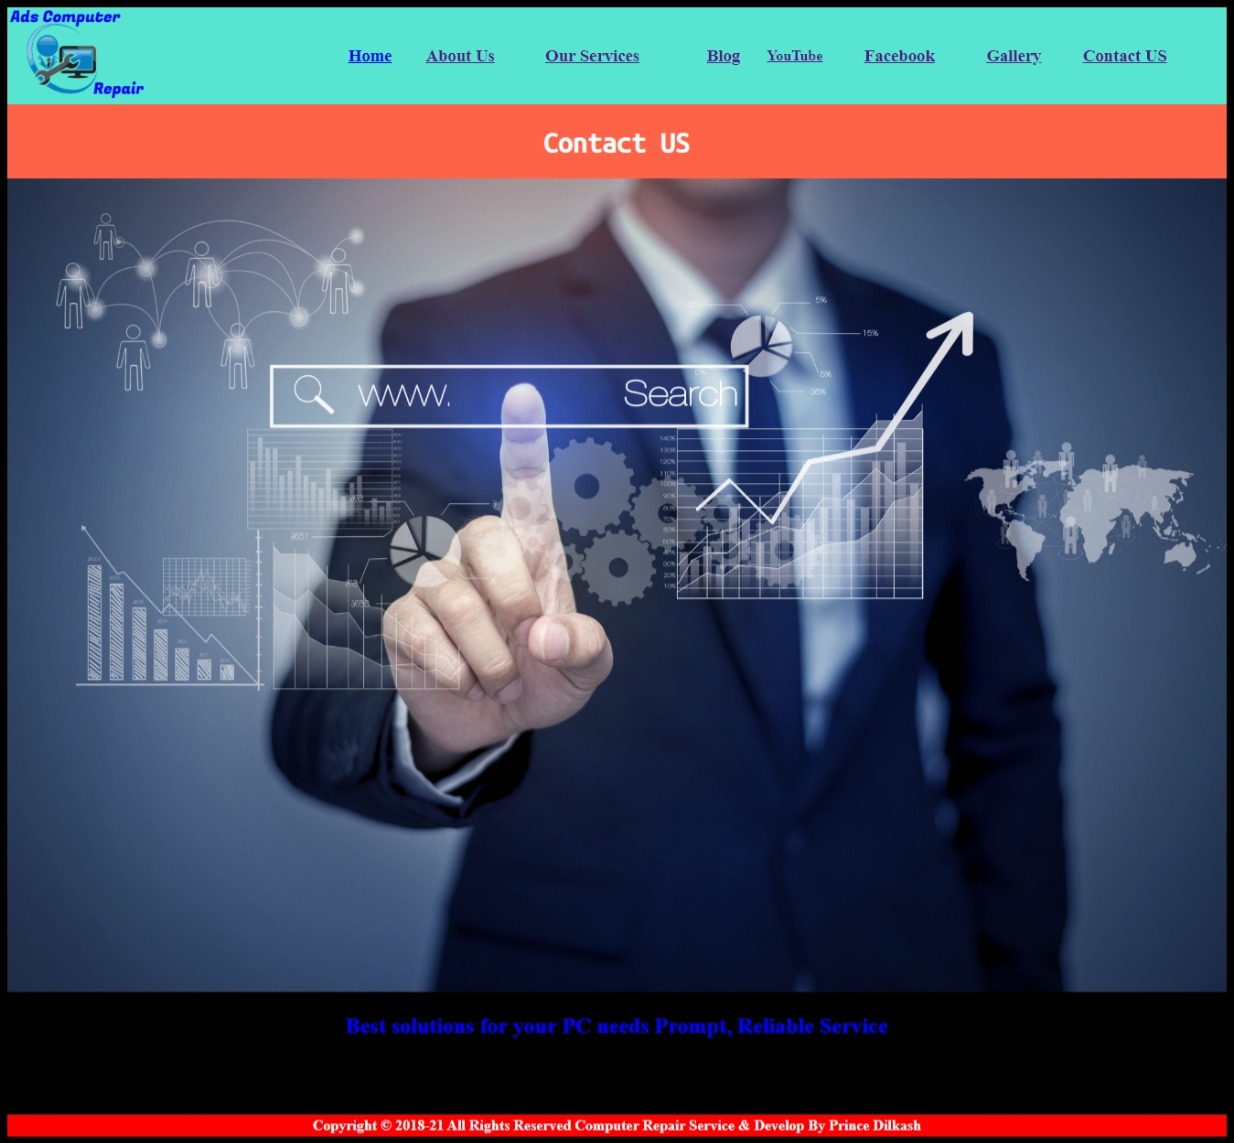 Ads Computer
Repair
Home About Us Our Services Blog YouTube Facebook Gallery Contact US
Contact US
5%
15%
5%
36%
www. Search
140%
130%
120%
110%
100%
90%
80%
70%
60%
50%
40%
30%
20%
10%
Best solutions for your PC needs Prompt, Reliable Service
Copyright © 2018-21 All Rights Reserved Computer Repair Service & Develop By Prince Dilkash